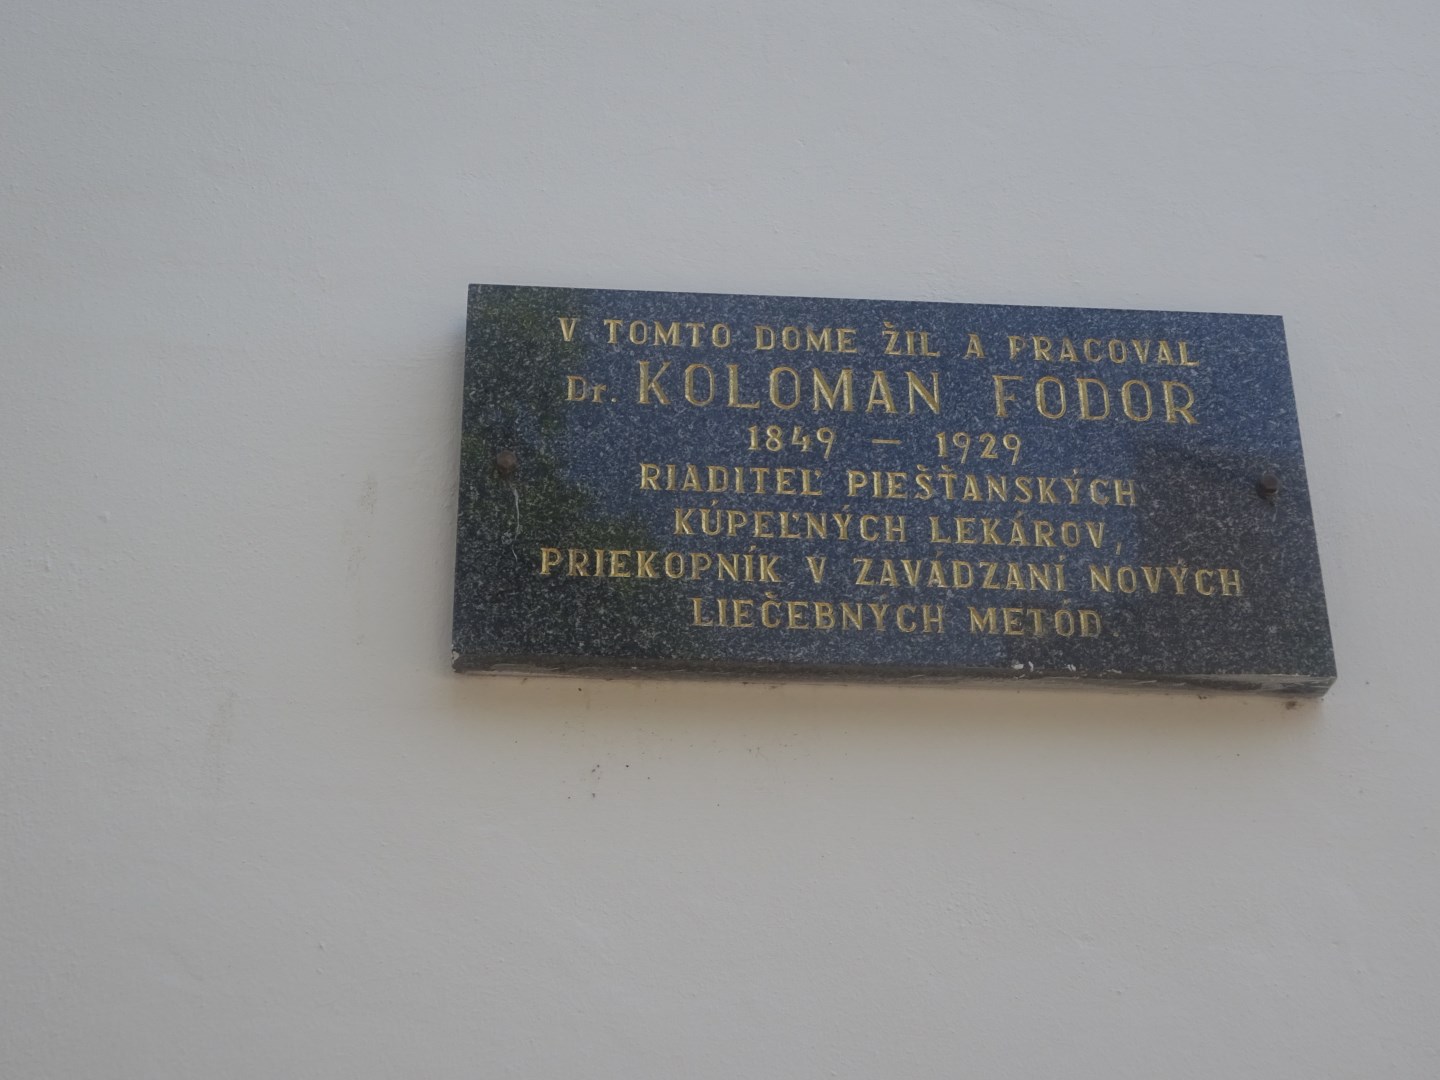 V TOMTO DOME ŽIL A PRACOVAL
Dr. KOLOMAN FODOR
1849 — 1929
RIADITEĽ PIEŠŤANSKÝCH
KÚPEĽNÝCH LEKÁROV,
PRIEKOPNÍK V ZAVÁDZANÍ NOVÝCH
LIEČEBNÝCH METÓD